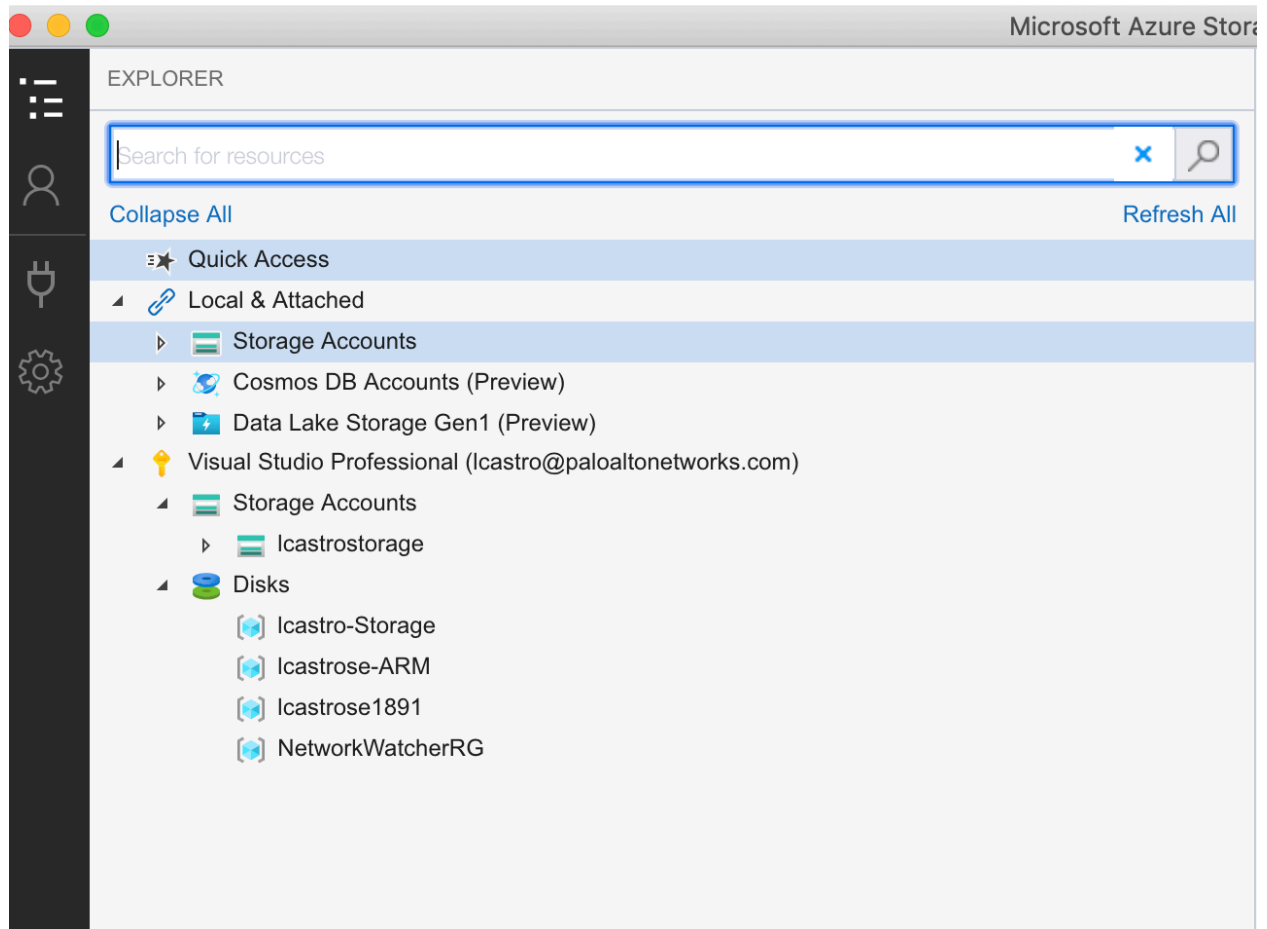 Microsoft Azure Stora
EXPLORER
Search for resources
Collapse All
Refresh All
Quick Access
Local & Attached
Storage Accounts
Cosmos DB Accounts (Preview)
Data Lake Storage Gen1 (Preview)
Visual Studio Professional (lcastro@paloaltonetworks.com)
Storage Accounts
lcastrostorage
Disks
lcastro-Storage
lcastrose-ARM
lcastrose1891
NetworkWatcherRG